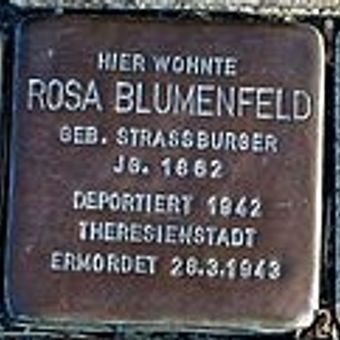 HIER WOHNTE
ROSA BLUMENFELD
GEB. STRASSBURGER
JG. 1862
DEPORTIERT 1942
THERESIENSTADT
ERMORDET 28.3.1943